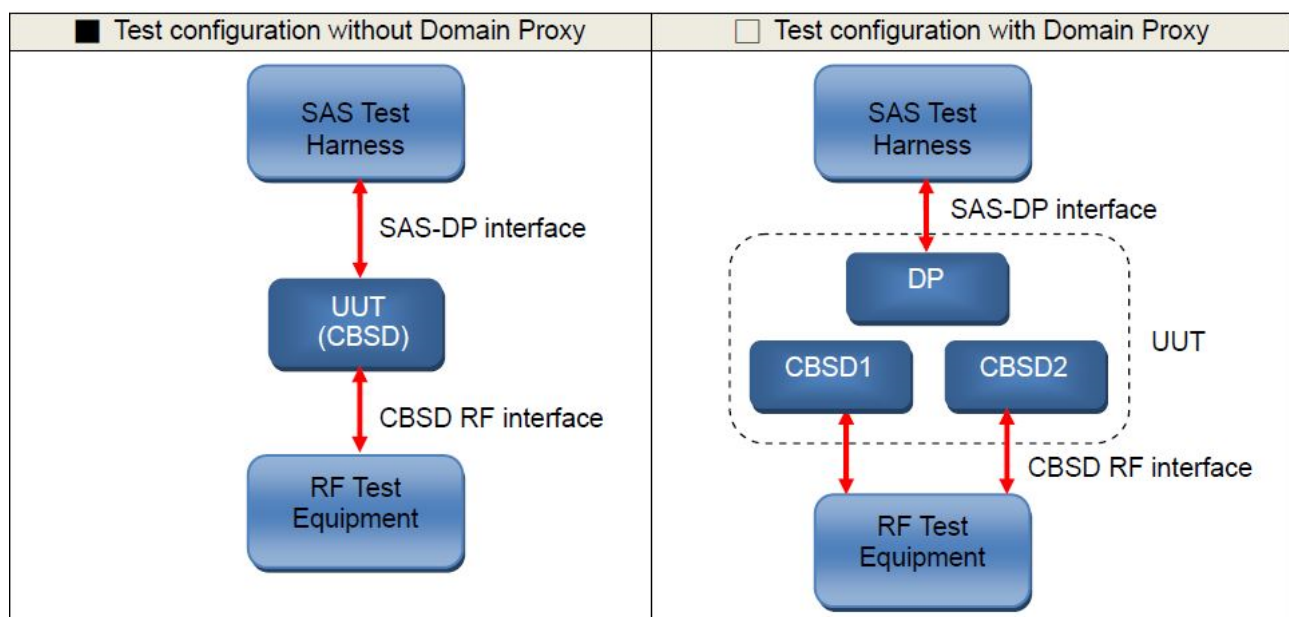 ■ Test configuration without Domain Proxy
SAS Test
Harness
SAS-DP interface
UUT
(CBSD)
CBSD RF interface
RF Test
Equipment
□ Test configuration with Domain Proxy
SAS Test
Harness
SAS-DP interface
DP
CBSD1
CBSD2
UUT
CBSD RF interface
RF Test
Equipment